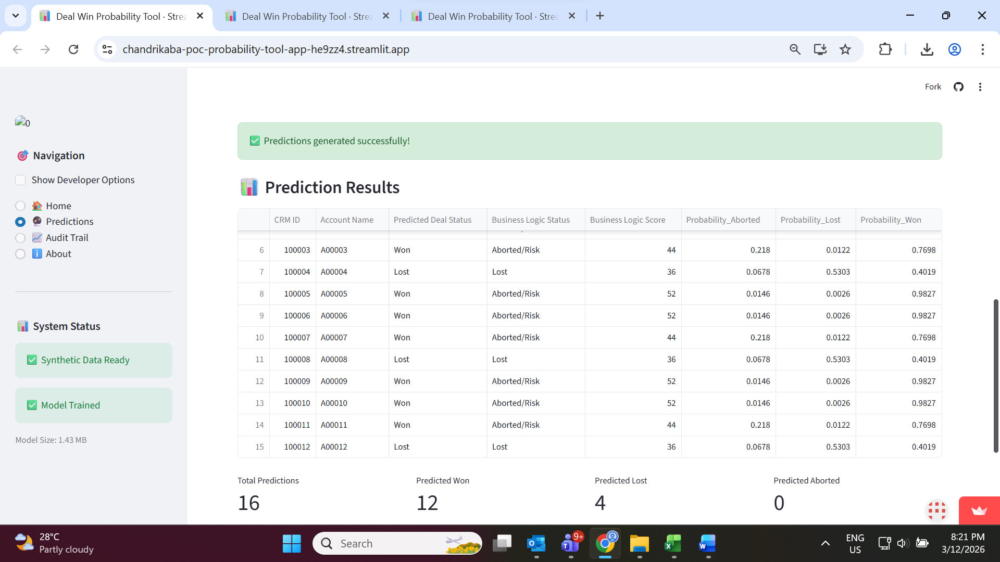 Deal Win Probability Tool · Strea
Deal Win Probability Tool · Strea
Deal Win Probability Tool · Strea
chandrikaba-poc-probability-tool-app-he9zz4.streamlit.app
Fork
0
Navigation
Show Developer Options
Home
Predictions
Audit Trail
About
System Status
Synthetic Data Ready
Model Trained
Model Size: 1.43 MB
Predictions generated successfully!
Prediction Results
CRM ID Account Name Predicted Deal Status Business Logic Status Business Logic Score Probability_Aborted Probability_Lost Probability_Won
6 100003 A00003 Won Aborted/Risk 44 0.218 0.0122 0.7698
7 100004 A00004 Lost Lost 36 0.0678 0.5303 0.4019
8 100005 A00005 Won Aborted/Risk 52 0.0146 0.0026 0.9827
9 100006 A00006 Won Aborted/Risk 52 0.0146 0.0026 0.9827
10 100007 A00007 Won Aborted/Risk 44 0.218 0.0122 0.7698
11 100008 A00008 Lost Lost 36 0.0678 0.5303 0.4019
12 100009 A00009 Won Aborted/Risk 52 0.0146 0.0026 0.9827
13 100010 A00010 Won Aborted/Risk 52 0.0146 0.0026 0.9827
14 100011 A00011 Won Aborted/Risk 44 0.218 0.0122 0.7698
15 100012 A00012 Lost Lost 36 0.0678 0.5303 0.4019
Total Predictions Predicted Won Predicted Lost Predicted Aborted
16 12 4 0
28°C
Partly cloudy
Search
9+
ENG
US
8:21 PM
3/12/2026